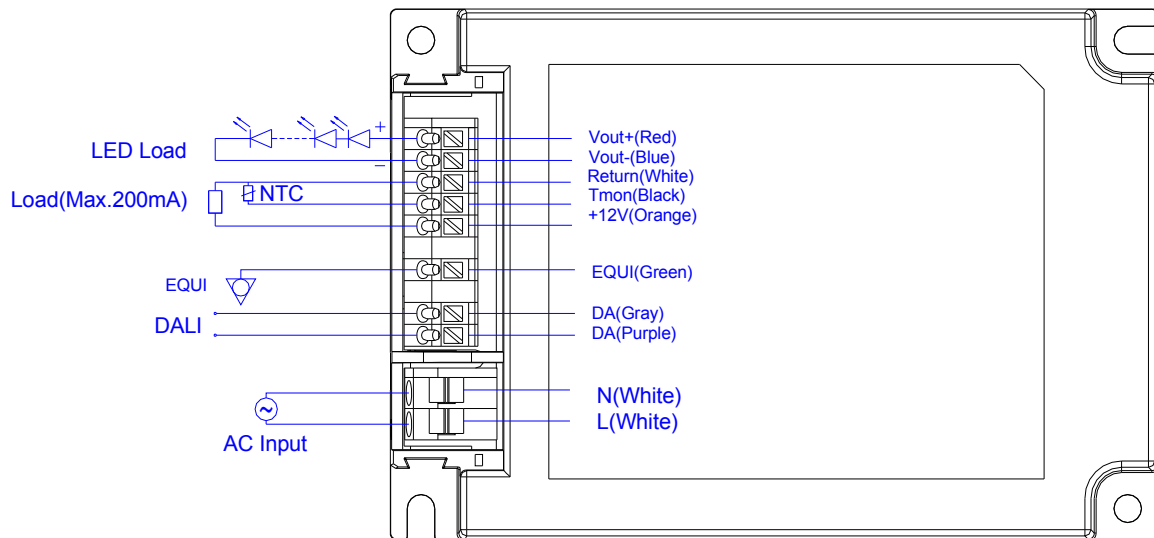 LED Load
+
−
Load(Max.200mA)
NTC
EQUI
DALI
AC Input
Vout+(Red)
Vout-(Blue)
Return(White)
Tmon(Black)
+12V(Orange)
EQUI(Green)
DA(Gray)
DA(Purple)
N(White)
L(White)